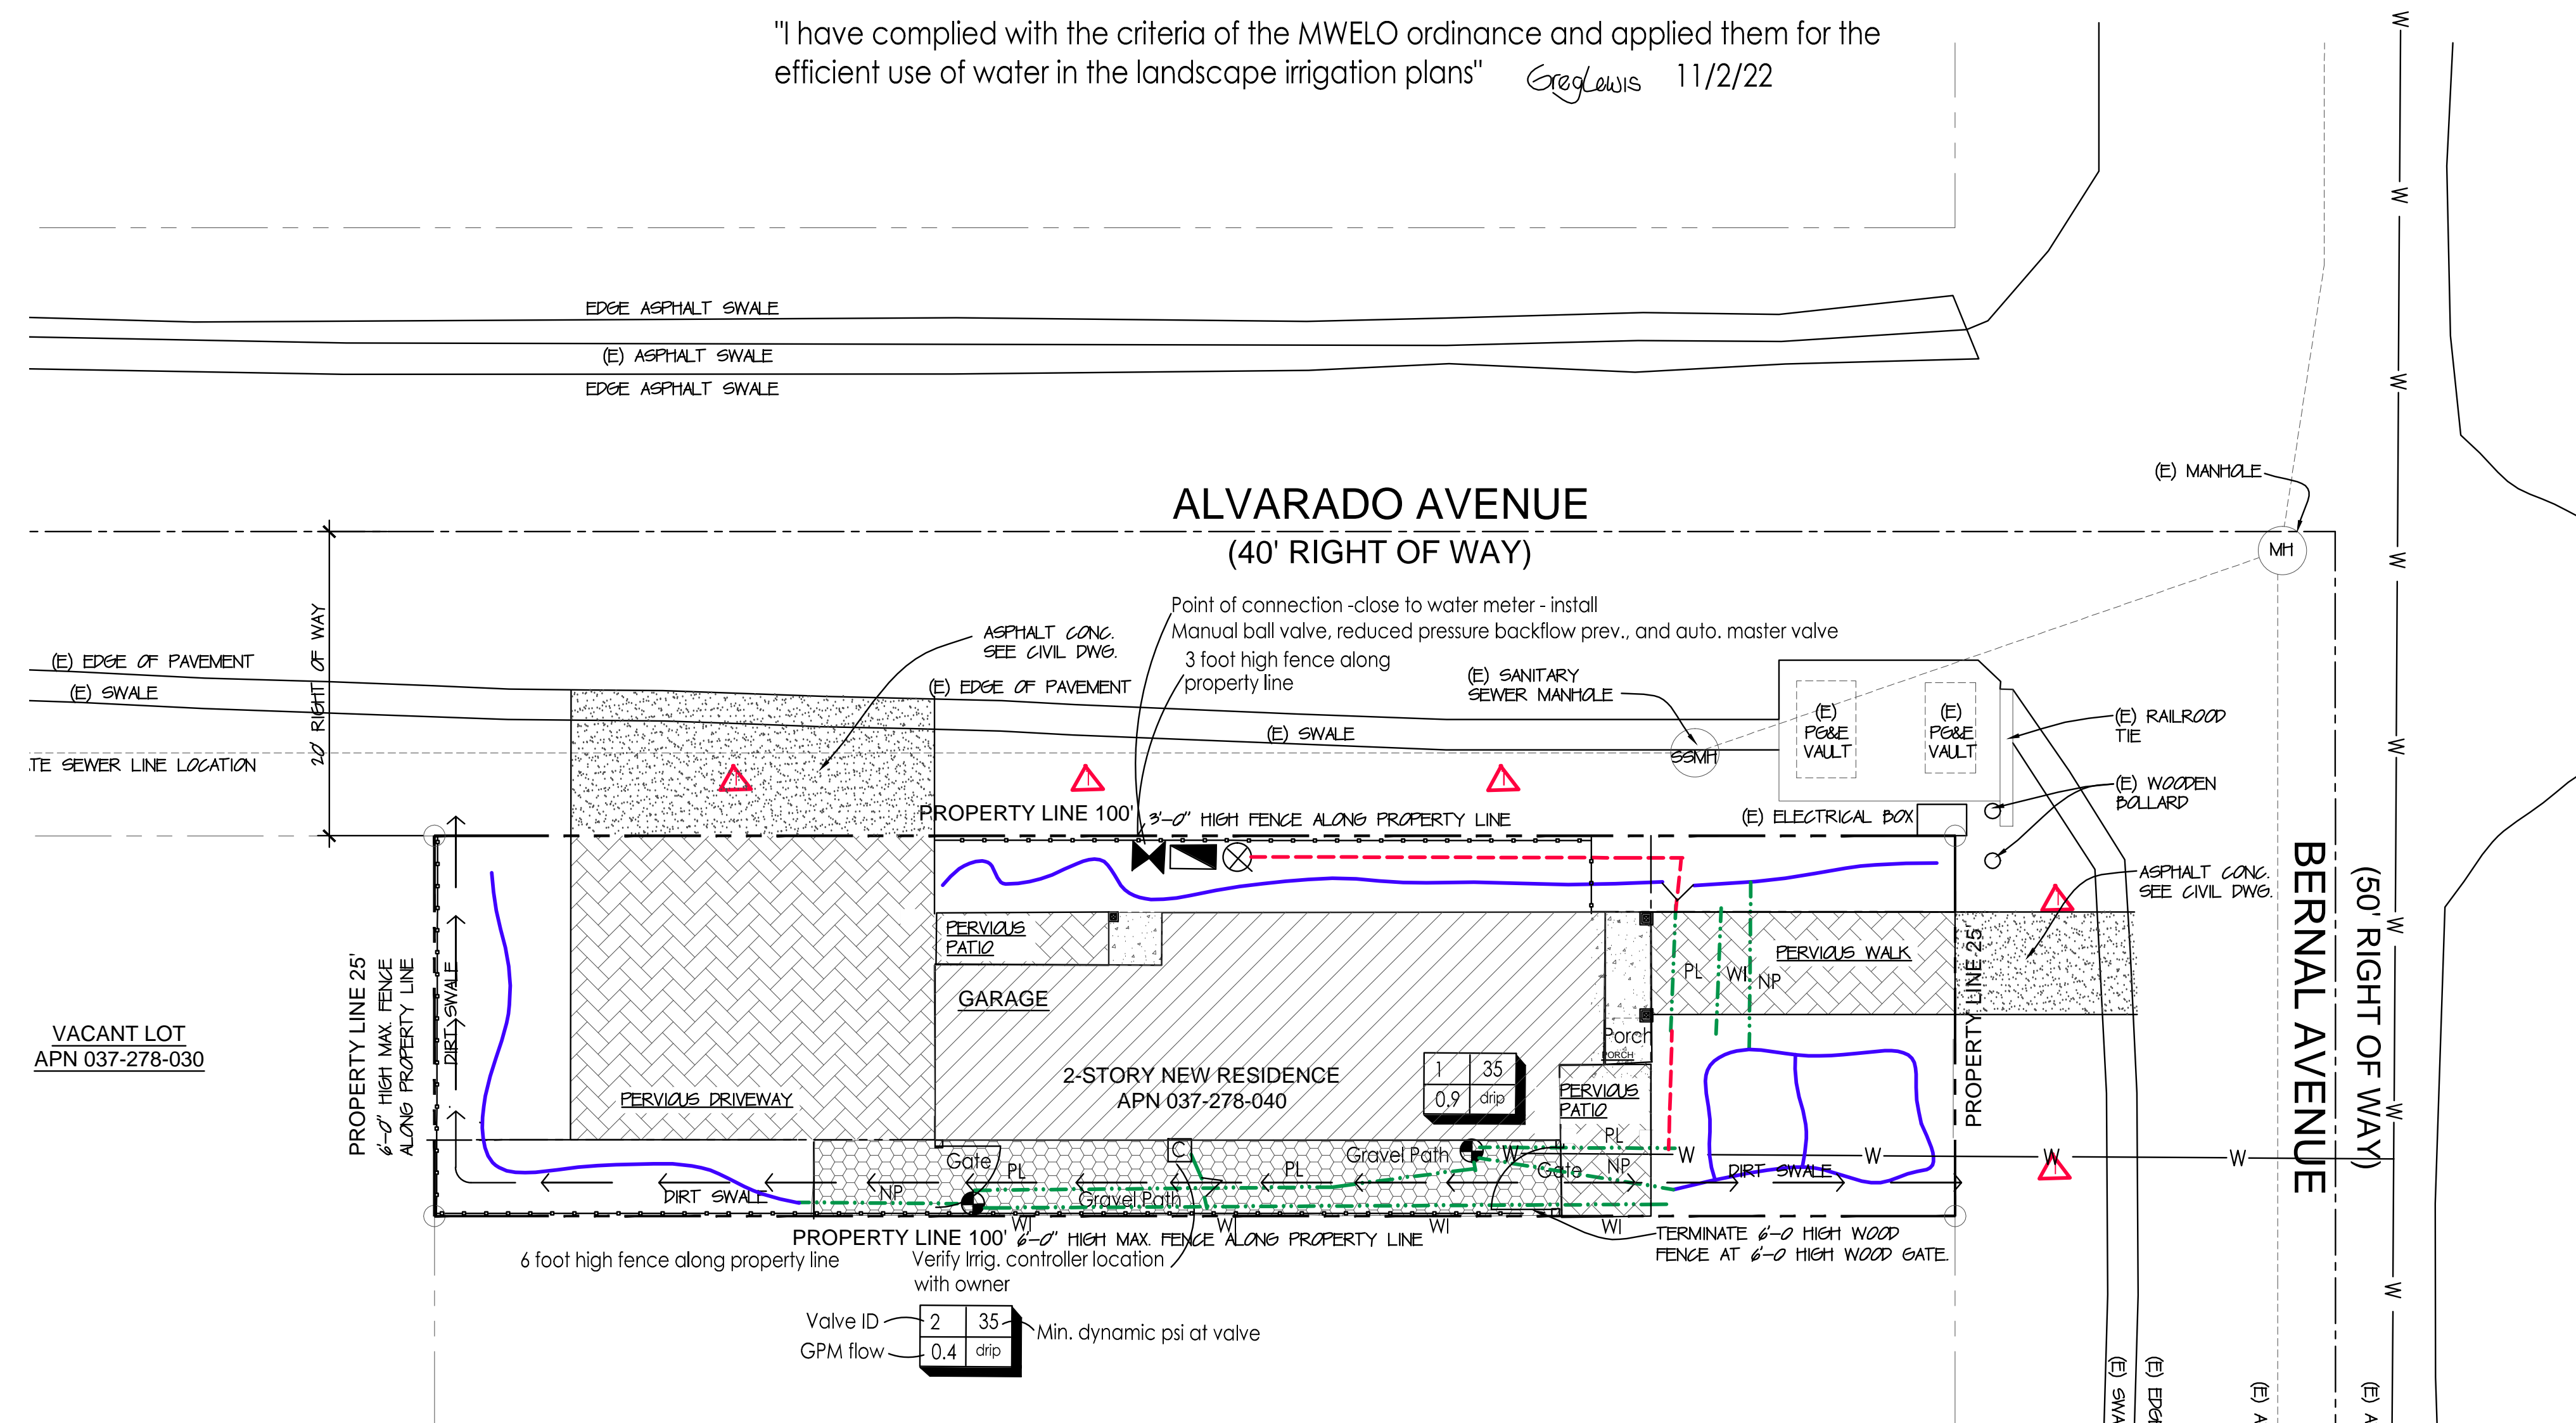 "I have complied with the criteria of the MWELO ordinance and applied them for the
efficient use of water in the landscape irrigation plans"
GregLewis 11/2/22
W
W
W
W
W
W
W
W
EDGE ASPHALT SWALE
(E) ASPHALT SWALE
EDGE ASPHALT SWALE
(E) MANHOLE
MH
ALVARADO AVENUE
(40' RIGHT OF WAY)
20' RIGHT OF WAY
Point of connection -close to water meter - install
Manual ball valve, reduced pressure backflow prev., and auto. master valve
3 foot high fence along
property line
ASPHALT CONC.
SEE CIVIL DWG.
(E) EDGE OF PAVEMENT
(E) SWALE
(E) EDGE OF PAVEMENT
(E) SWALE
(E) SANITARY
SEWER MANHOLE
SSMH
(E)
PG&E
VAULT
(E)
PG&E
VAULT
(E) RAILROOD
TIE
(E) WOODEN
BOLLARD
SEWER LINE LOCATION
PROPERTY LINE 100'
3'-0" HIGH FENCE ALONG PROPERTY LINE
(E) ELECTRICAL BOX
ASPHALT CONC.
SEE CIVIL DWG.
BERNAL AVENUE
(50' RIGHT OF WAY)
PERVIOUS
PATIO
PERVIOUS WALK
PL
WI
NP
PROPERTY LINE 25'
GARAGE
VACANT LOT
APN 037-278-030
PROPERTY LINE 25'
6'-0" HIGH MAX. FENCE
ALONG PROPERTY LINE
DIRT SWALE
Porch
PORCH
2-STORY NEW RESIDENCE
APN 037-278-040
1 35
0.9 drip
PERVIOUS DRIVEWAY
PERVIOUS
PATIO
PL
C
Gate
PL
PL
Gravel Path
W
Gate
NP
W
W
W
W
DIRT SWALE
DIRT SWALE
NP
Gravel Path
WI
W
WI
WI
PROPERTY LINE 100'
6'-0" HIGH MAX. FENCE ALONG PROPERTY LINE
TERMINATE 6'-0 HIGH WOOD
FENCE AT 6'-0 HIGH WOOD GATE.
6 foot high fence along property line
Verify Irrig. controller location
with owner
Valve ID
2 35
Min. dynamic psi at valve
GPM flow
0.4 drip
(E)
(E)
(E)
(E)